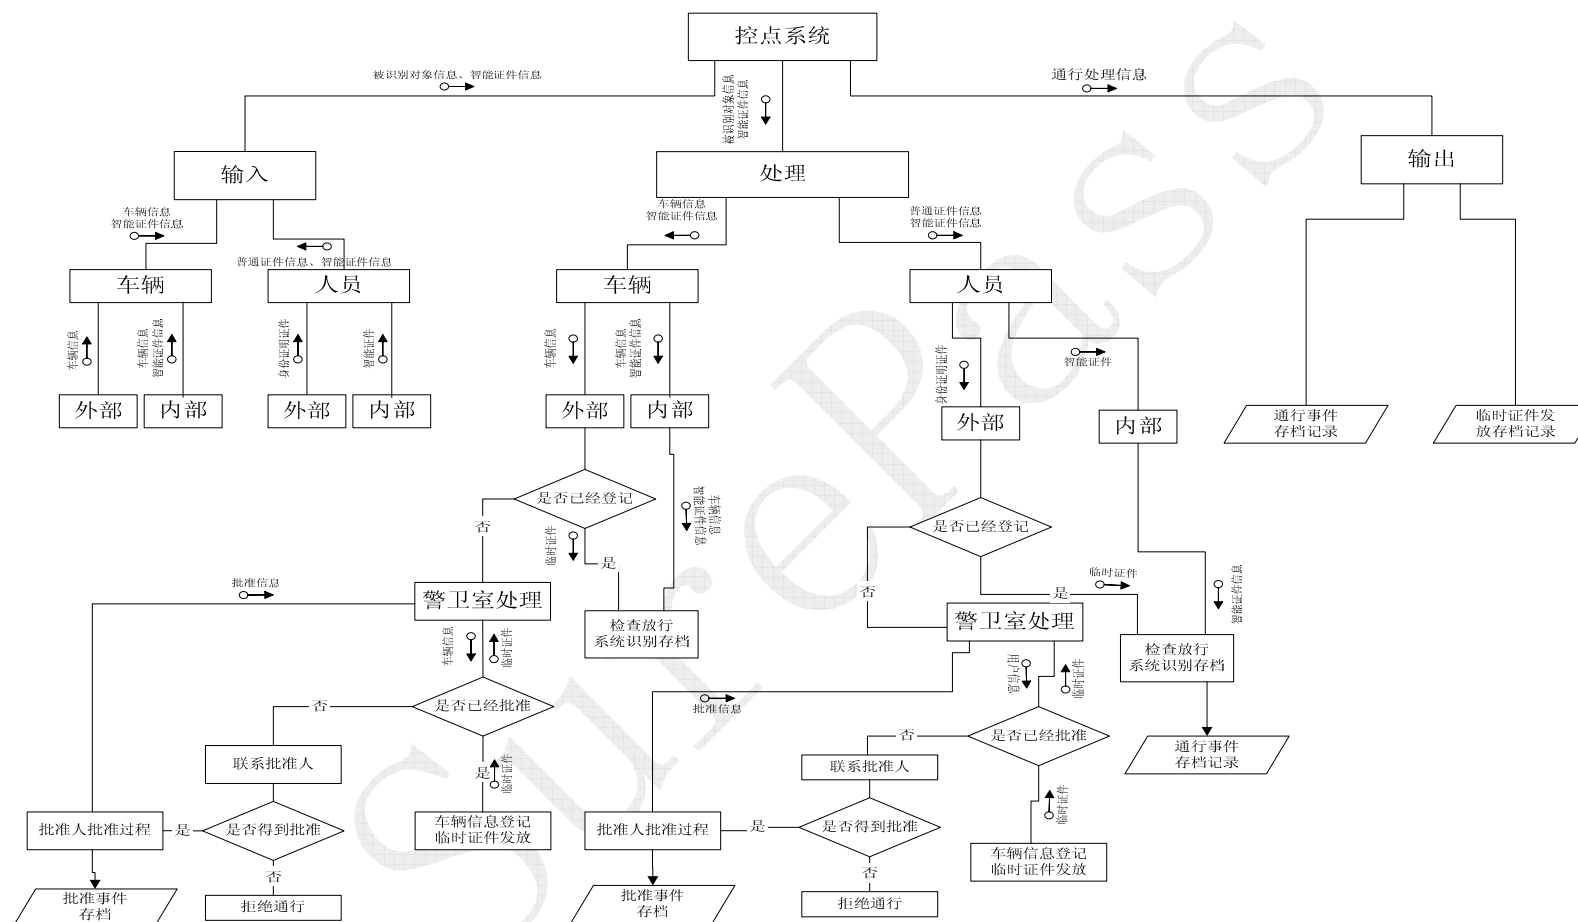 控点系统
被识别对象信息、智能证件信息
被识别对象信息
智能证件信息
通行处理信息
输入
处理
输出
车辆信息
智能证件信息
普通证件信息、智能证件信息
车辆信息
智能证件信息
普通证件信息
智能证件信息
车辆
人员
车辆
人员
车辆信息
车辆信息
智能证件信息
身份证明证件
智能证件
车辆信息
车辆信息
智能证件信息
身份证明证件
智能证件
外部
内部
外部
内部
外部
内部
外部
内部
通行事件
存档记录
临时证件发
放存档记录
是否已经登记
否
临时证件
是
车辆信息
智能证件信息
是否已经登记
否
是
临时证件
智能证件信息
批准信息
警卫室处理
检查放行
系统识别存档
警卫室处理
检查放行
系统识别存档
车辆信息
临时证件
用户信息
临时证件
批准信息
是否已经批准
否
是否已经批准
否
通行事件
存档记录
联系批准人
是
临时证件
联系批准人
临时证件
批准人批准过程
是
是否得到批准
车辆信息登记
临时证件发放
批准人批准过程
是
是否得到批准
车辆信息登记
临时证件发放
否
否
批准事件
存档
拒绝通行
批准事件
存档
拒绝通行
SurePass